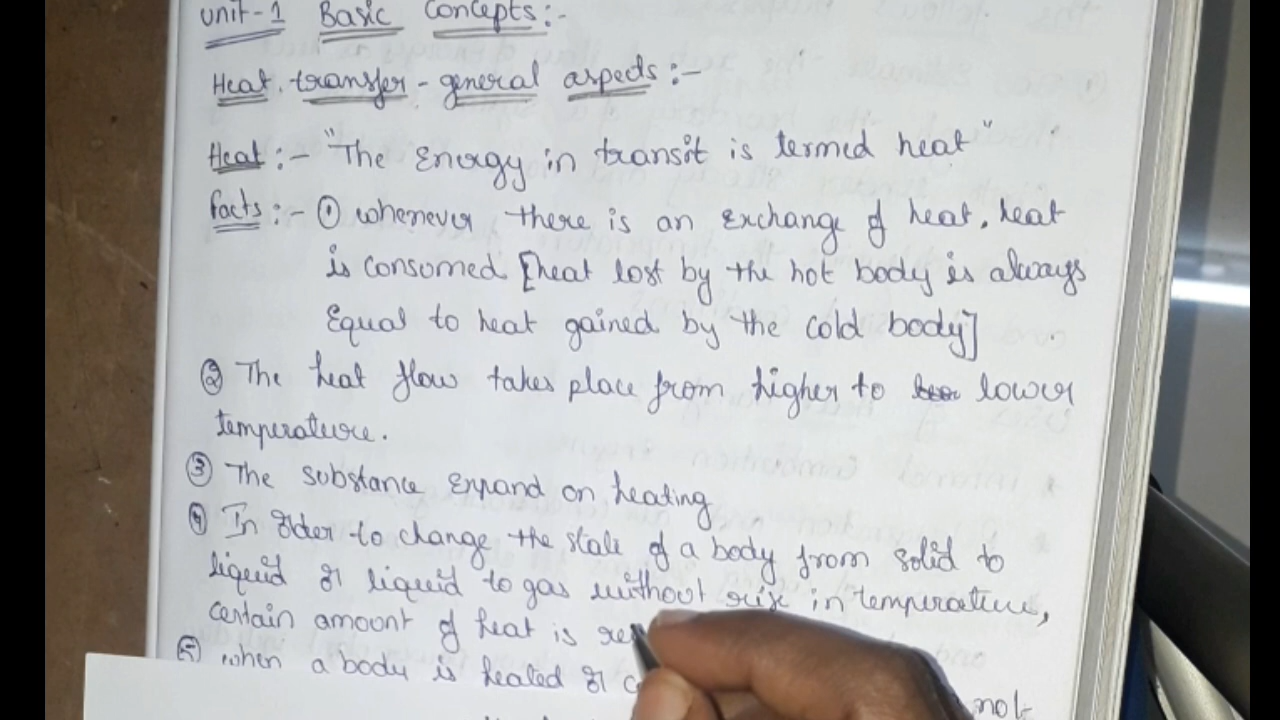 Unit-1 Basic Concepts:-
Heat transfer - general aspects:-
Heat:- "The Energy in transit is termed heat"
Facts:- ① whenever there is an exchange of heat, heat
is consumed [heat lost by the hot body is always
Equal to heat gained by the cold body]
② The heat flow takes place from higher to lower
temperature.
③ The substance expand on heating
④ In order to change the state of a body from solid to
liquid or liquid to gas without rise in temperature,
certain amount of heat is
⑤ when a body is heated or
not